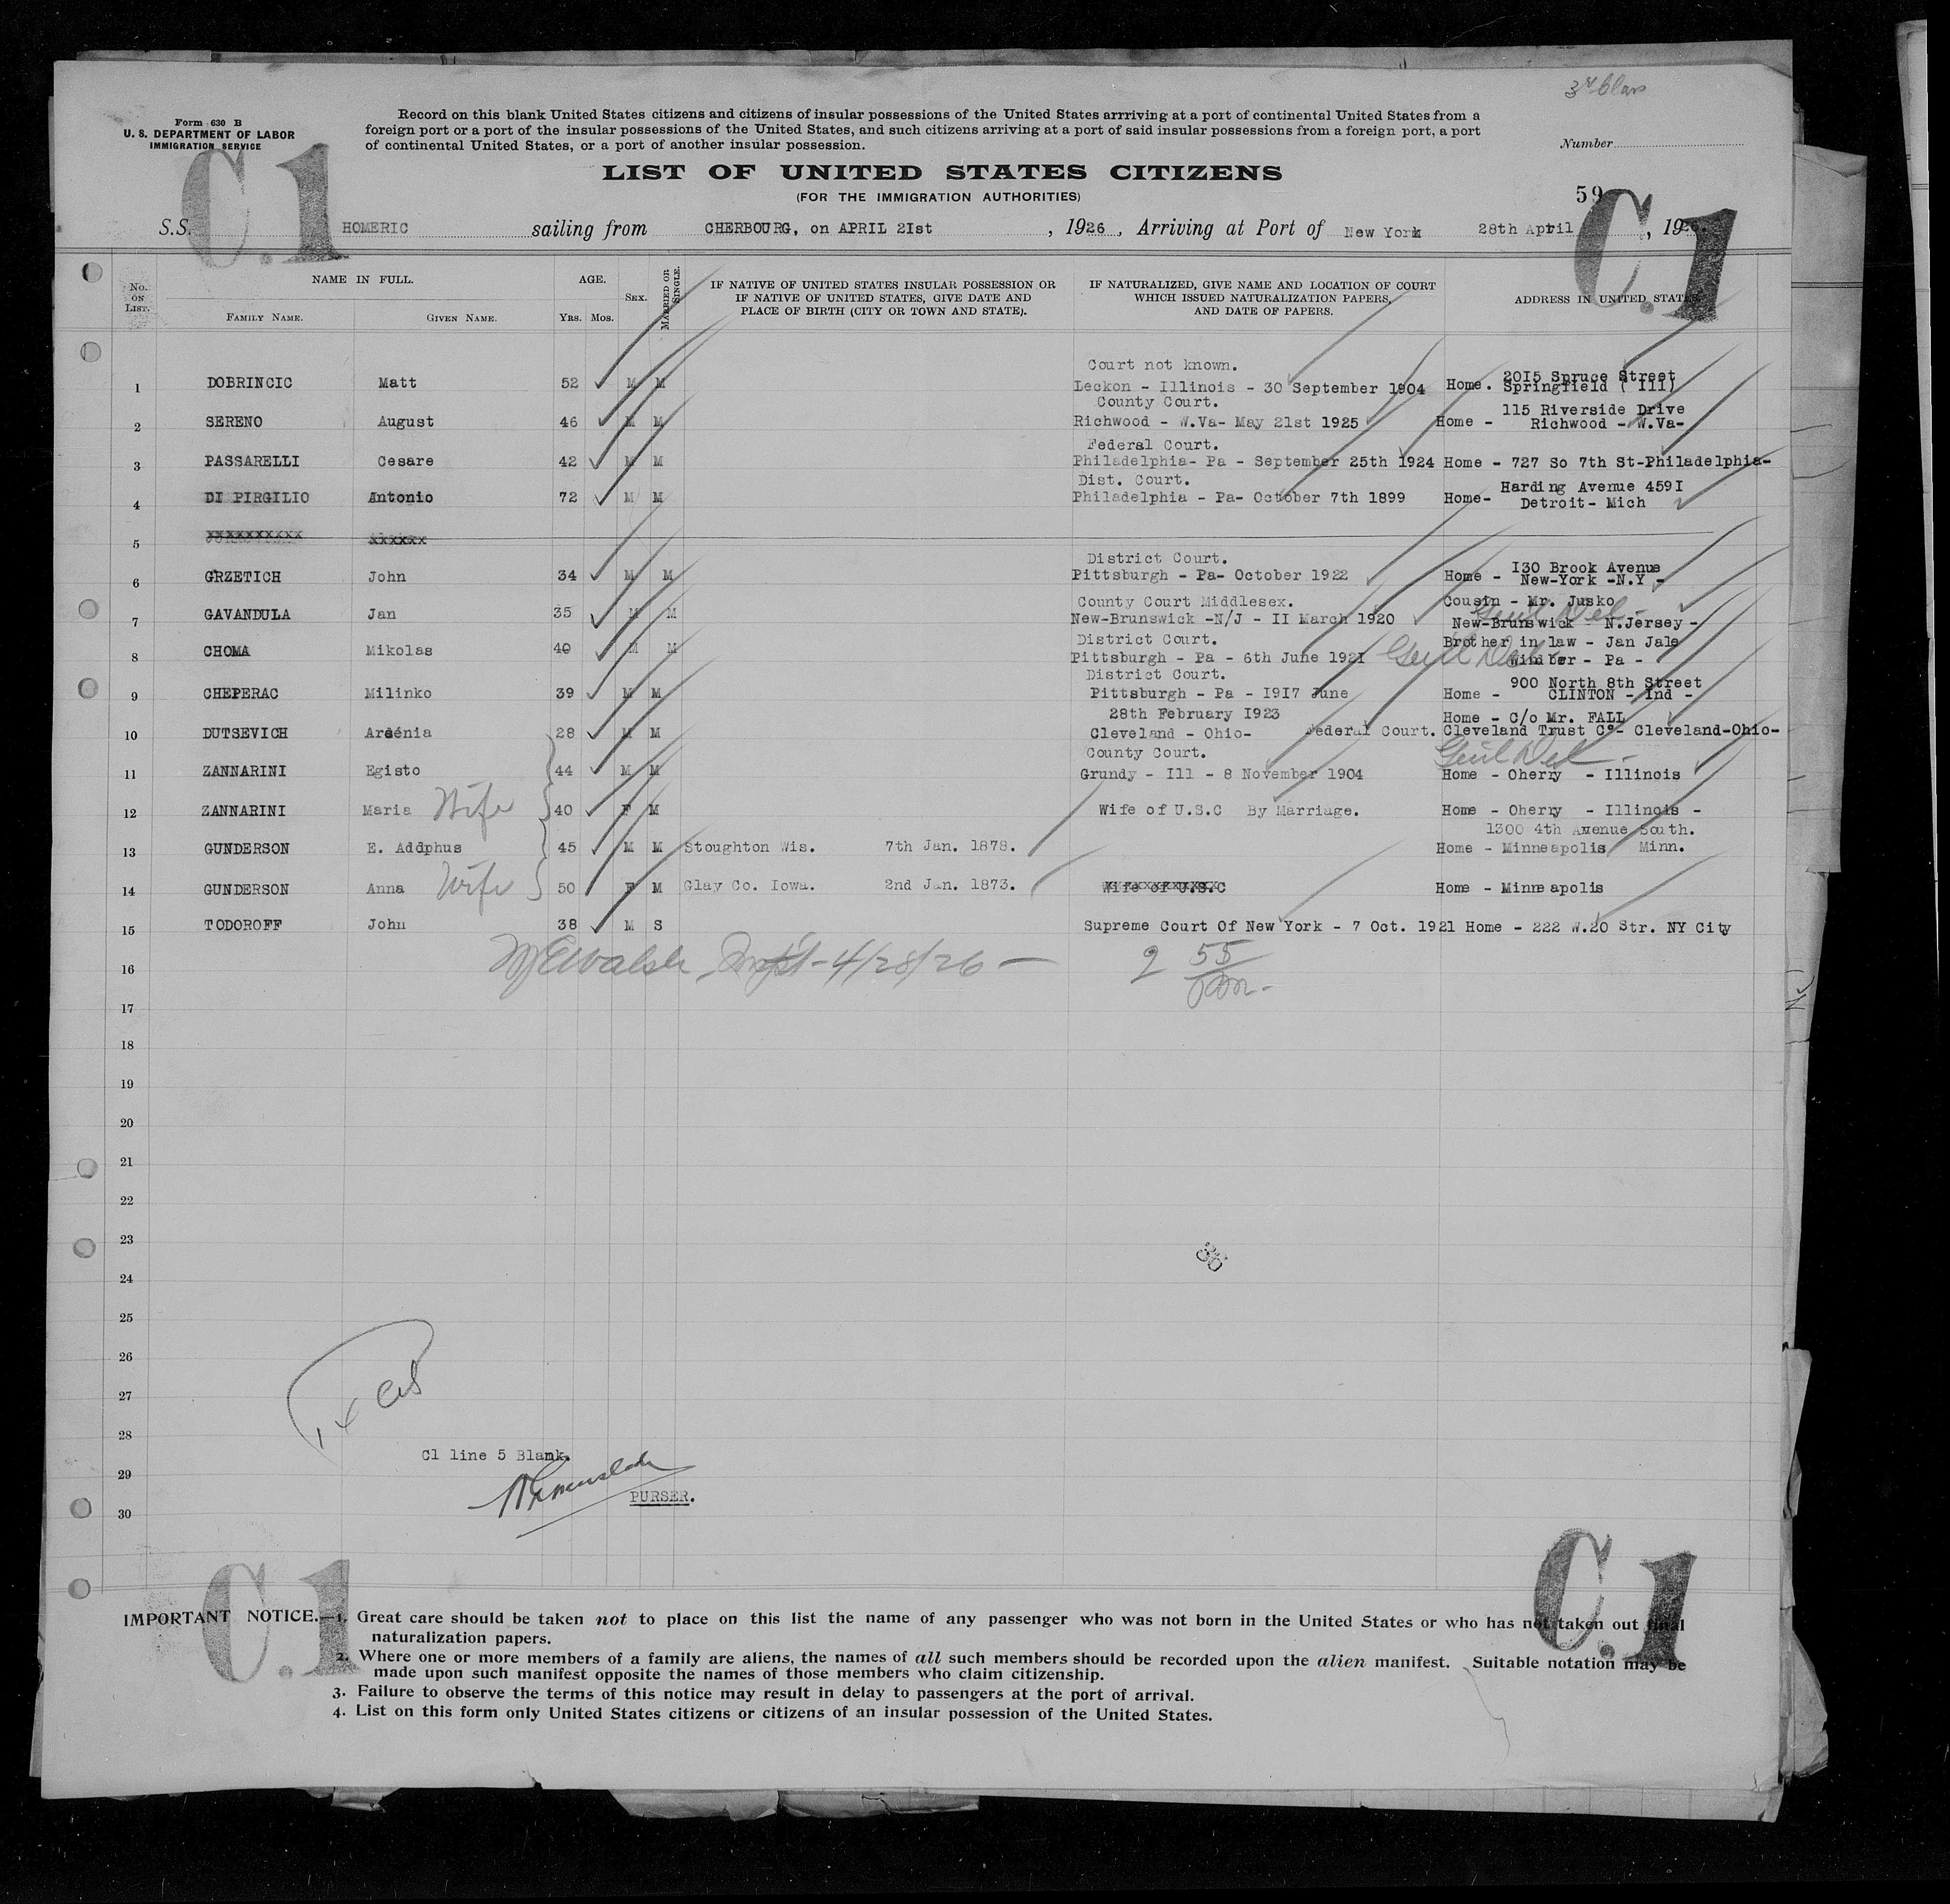 3rd Class
Form 630 B
U. S. DEPARTMENT OF LABOR
IMMIGRATION SERVICE
Record on this blank United States citizens and citizens of insular possessions of the United States arrriving at a port of continental United States from a
foreign port or a port of the insular possessions of the United States, and such citizens arriving at a port of said insular possessions from a foreign port, a port
of continental United States, or a port of another insular possession.
Number
C.1
LIST OF UNITED STATES CITIZENS
(FOR THE IMMIGRATION AUTHORITIES)
59
C.1
S.S. HOMERIC sailing from CHERBOURG, on APRIL 21st , 1926 , Arriving at Port of New York 28th April , 1926.
No. ON LIST.
NAME IN FULL.
FAMILY NAME. GIVEN NAME.
AGE.
YRS. MOS.
SEX.
MARRIED OR SINGLE.
IF NATIVE OF UNITED STATES INSULAR POSSESSION OR
IF NATIVE OF UNITED STATES, GIVE DATE AND
PLACE OF BIRTH (CITY OR TOWN AND STATE).
IF NATURALIZED, GIVE NAME AND LOCATION OF COURT
WHICH ISSUED NATURALIZATION PAPERS,
AND DATE OF PAPERS.
ADDRESS IN UNITED STATES.
Court not known. 2015 Spruce Street
1 DOBRINCIC Matt 52 M M Leckon - Illinois - 30 September 1904 Home. Springfield ( Ill)
County Court. 115 Riverside Drive
2 SERENO August 46 M M Richwood - W.Va- May 21st 1925 Home - Richwood - W.Va-
Federal Court.
3 PASSARELLI Cesare 42 M M Philadelphia- Pa - September 25th 1924 Home - 727 So 7th St-Philadelphia-
Dist. Court. Harding Avenue 459I
4 DI PIRGILIO Antonio 72 M M Philadelphia - Pa- October 7th 1899 Home- Detroit- Mich
5 xxxxxxxxxx xxxxxx
District Court. I30 Brook Avenue
6 GRZETICH John 34 M M Pittsburgh - Pa- October 1922 Home - New-York -N.Y -
County Court Middlesex. Cousin - Mr. Jusko
7 GAVANDULA Jan 35 M M New-Brunswick -N/J - II March 1920 New-Brunswick - N.Jersey -
District Court. Brother in law - Jan Jale
8 CHOMA Mikolas 40 M M Pittsburgh - Pa - 6th June 192I Windber - Pa -
District Court. 900 North 8th Street
9 CHEPERAC Milinko 39 M M Pittsburgh - Pa - I9I7 June Home - CLINTON - Ind -
28th February I923 Home - C/o Mr. FALL
10 DUTSEVICH Arsénia 28 M M Cleveland - Ohio- Federal Court. Cleveland Trust Co- Cleveland-Ohio-
County Court.
11 ZANNARINI Egisto 44 M M Grundy - Ill - 8 November 1904 Home - Oherry - Illinois
12 ZANNARINI Maria Wife 40 F M Wife of U.S.C By Marriage. Home - Oherry - Illinois -
1300 4th Avenue South.
13 GUNDERSON E. Addphus 45 M M Stoughton Wis. 7th Jan. 1878. Home - Minneapolis Minn.
14 GUNDERSON Anna Wife 50 F M Glay Co. Iowa. 2nd Jan. 1873. Wife of U.S.C Home - Minneapolis
15 TODOROFF John 38 M S Supreme Court Of New York - 7 Oct. 1921 Home - 222 W.20 Str. NY City
16 4/28/26 - 2 55
17
18
19
20
21
22
23
36
24
25
26
27
28
Cl line 5 Blank.
29
PURSER.
30
C.1
C.1
IMPORTANT NOTICE.—1. Great care should be taken not to place on this list the name of any passenger who was not born in the United States or who has not taken out final
naturalization papers.
2. Where one or more members of a family are aliens, the names of all such members should be recorded upon the alien manifest. Suitable notation may be
made upon such manifest opposite the names of those members who claim citizenship.
3. Failure to observe the terms of this notice may result in delay to passengers at the port of arrival.
4. List on this form only United States citizens or citizens of an insular possession of the United States.